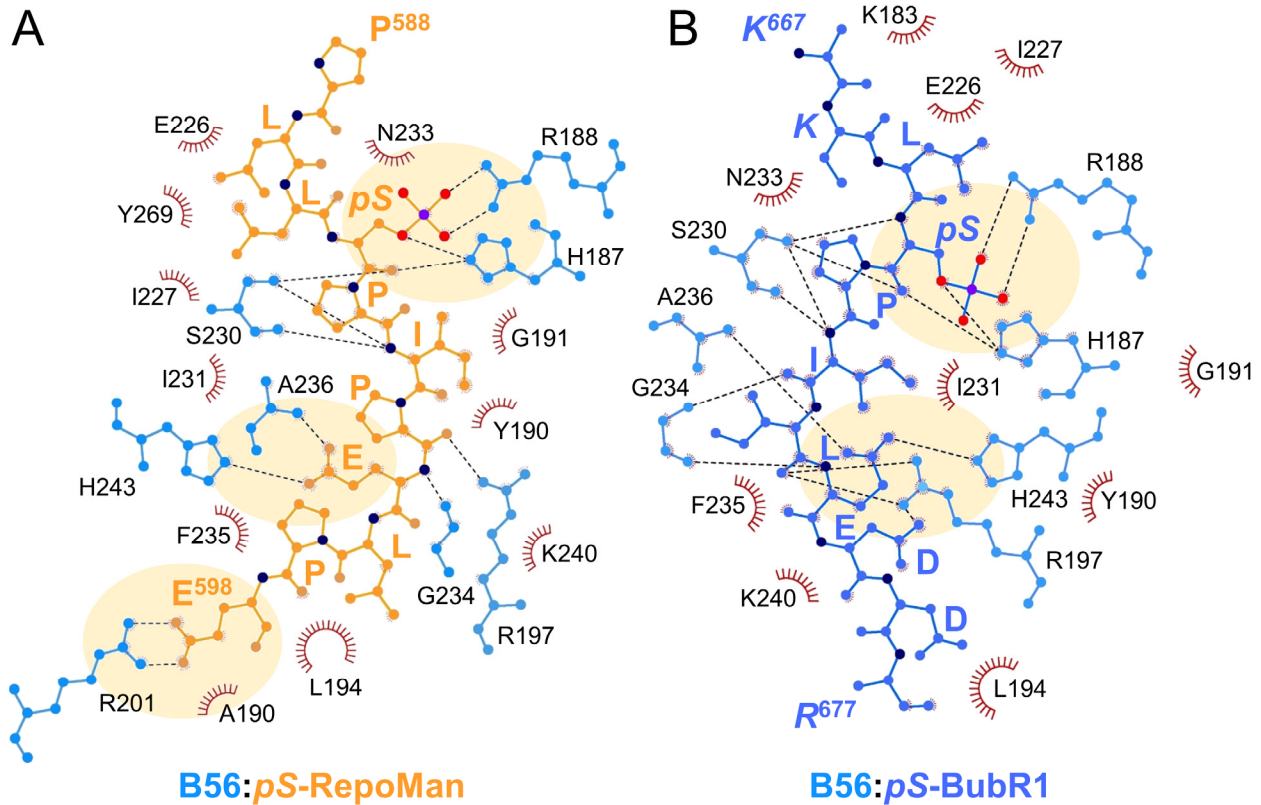 A
P588
E226
L
N233
R188
Y269
L
pS
H187
I227
P
S230
I
G191
I231
A236
P
Y190
E
H243
F235
L
K240
P
G234
E598
R197
R201
L194
A190
B56:pS-RepoMan
B
K667
K183
I227
E226
K
L
R188
N233
S230
pS
A236
P
H187
G234
I
I231
G191
L
H243
Y190
F235
E
D
R197
K240
D
L194
R677
B56:pS-BubR1